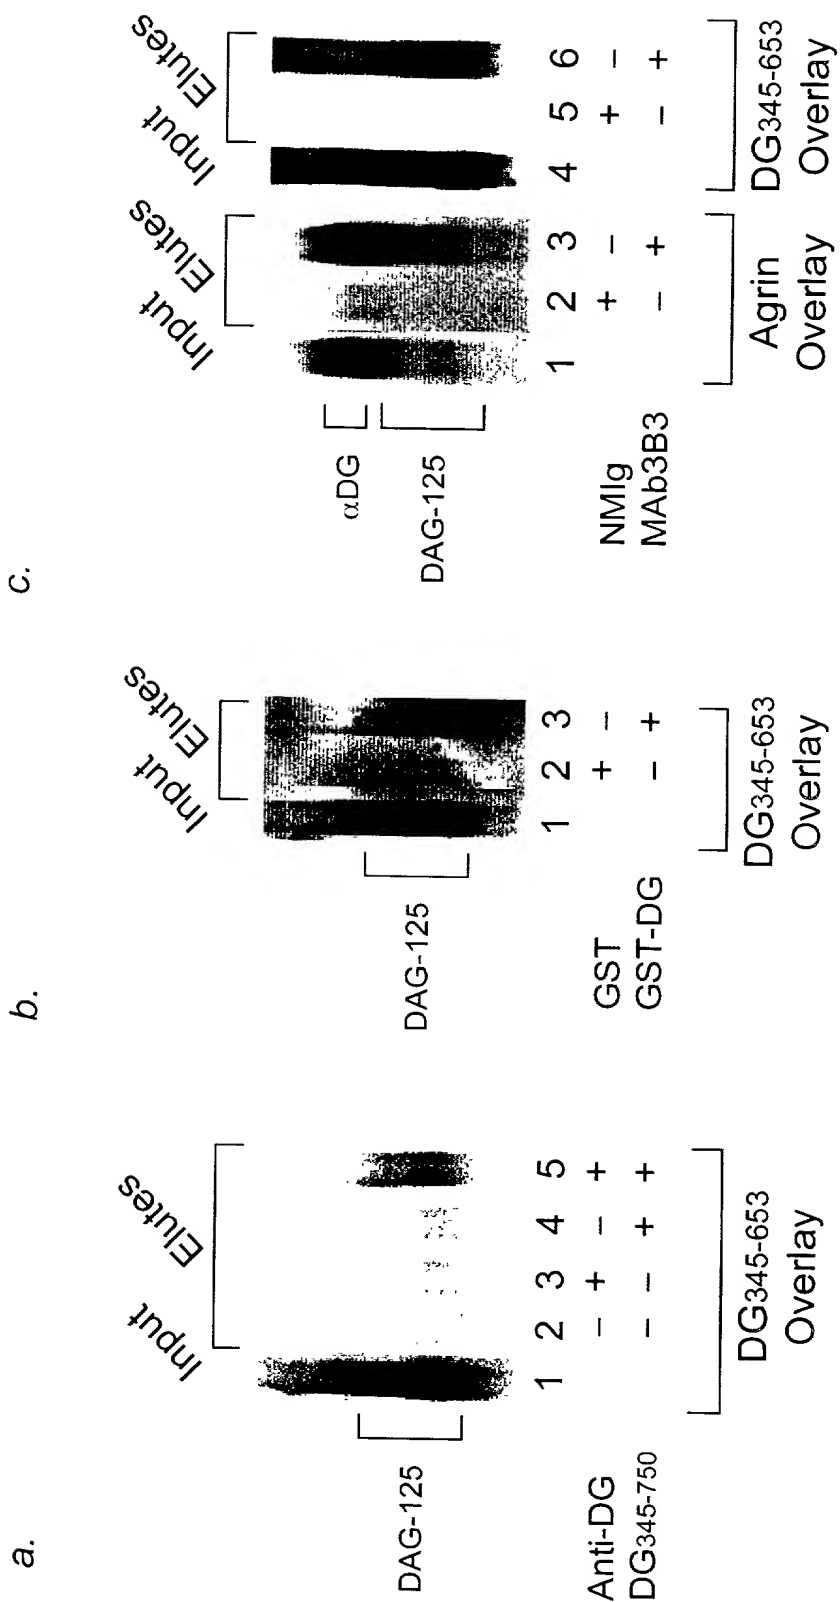 a.
Input
Elutes
DAG-125
1 2 3 4 5
Anti-DG − + − +
DG345-750 − − + +
DG345-653
Overlay
b.
Input
Elutes
DAG-125
1 2 3
GST + −
GST-DG − +
DG345-653
Overlay
c.
Input
Elutes
Input
Elutes
αDG
DAG-125
1 2 3 4 5 6
NMIg + − + −
MAb3B3 − + − +
Agrin
Overlay
DG345-653
Overlay